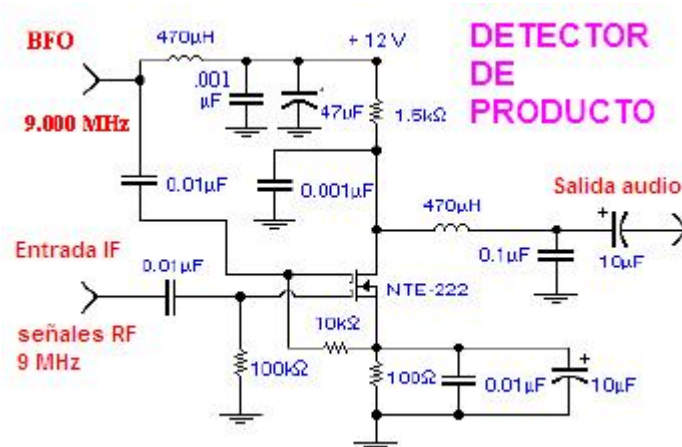 BFO
470µH
+ 12 V
DETECTOR
DE
PRODUCTO
.001
µF
47uF
1.5kΩ
9.000 MHz
0.01µF
0.001µF
Salida audio
470µH
+
Entrada IF
0.01µF
0.1µF
10µF
NTE-222
señales RF
9 MHz
10kΩ
100kΩ
100Ω
0.01µF
+
10µF